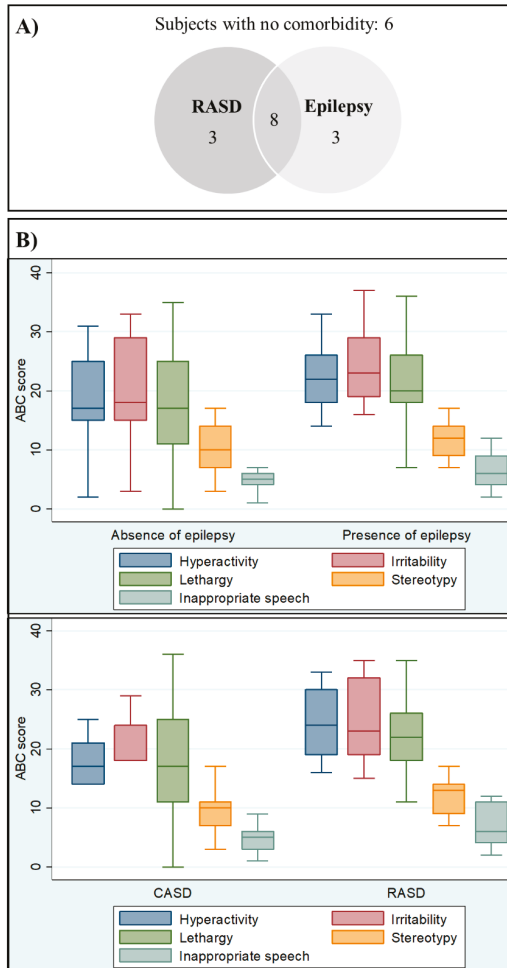 A)
Subjects with no comorbidity: 6
RASD
Epilepsy
3
8
3
B)
ABC score
40
30
20
10
0
Absence of epilepsy
Presence of epilepsy
Hyperactivity
Irritability
Lethargy
Stereotypy
Inappropriate speech
ABC score
40
30
20
10
0
CASD
RASD
Hyperactivity
Irritability
Lethargy
Stereotypy
Inappropriate speech